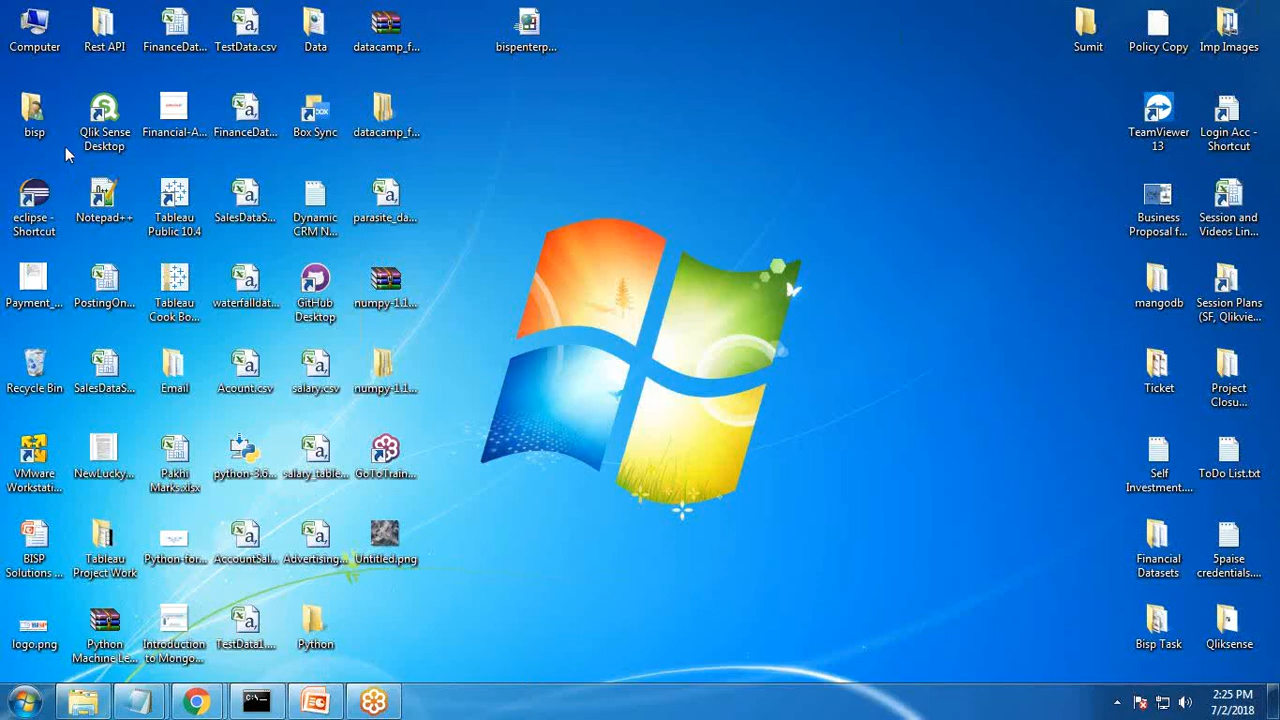 Computer
Rest API
FinanceDat...
TestData.csv
Data
datacamp_f...
bispenterp...
Sumit
Policy Copy
Imp Images
bisp
Qlik Sense
Desktop
Financial-A...
FinanceDat...
Box Sync
datacamp_f...
TeamViewer
13
Login Acc -
Shortcut
eclipse -
Shortcut
Notepad++
Tableau
Public 10.4
SalesDataS...
Dynamic
CRM N...
parasite_da...
Business
Proposal f...
Session and
Videos Lin...
Payment_...
PostingOn...
Tableau
Cook Bo...
waterfalldat...
GitHub
Desktop
numpy-1.1...
mangodb
Session Plans
(SF, Qlikvie...
Recycle Bin
SalesDataS...
Email
Acount.csv
salary.csv
numpy-1.1...
Ticket
Project
Closu...
VMware
Workstati...
NewLucky...
Pakhi
Marks.xlsx
python-3.6...
salary_table...
GoToTrain...
Self
Investment....
ToDo List.txt
BISP
Solutions ...
Tableau
Project Work
Python-for...
AccountSal...
Advertising...
Untitled.png
Financial
Datasets
5paise
credentials....
logo.png
Python
Machine Le...
Introduction
to Mongo...
TestData1....
Python
Bisp Task
Qliksense
C:\_
2:25 PM
7/2/2018